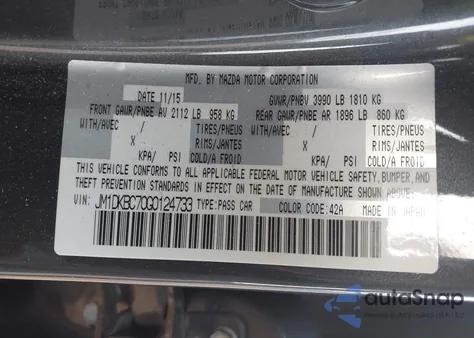 MFD. BY MAZDA MOTOR CORPORATION
DATE 11/15 GVWR/PNBV 3990 LB 1810 KG
FRONT GAWR/PNBE AV 2112 LB 958 KG REAR GAWR/PNBE AR 1896 LB 860 KG
WITH/AVEC / TIRES/PNEUS WITH/AVEC / TIRES/PNEUS
X RIMS/JANTES X RIMS/JANTES
KPA/ PSI COLD/A FROID KPA/ PSI COLD/A FROID
THIS VEHICLE CONFORMS TO ALL APPLICABLE FEDERAL MOTOR VEHICLE SAFETY, BUMPER, AND
THEFT PREVENTION STANDARDS IN EFFECT ON THE DATE OF MANUFACTURE SHOWN ABOVE.
VIN: JM1DKBC70G0124733 TYPE:PASS CAR COLOR CODE:42A MADE IN JAPAN
autoSnap